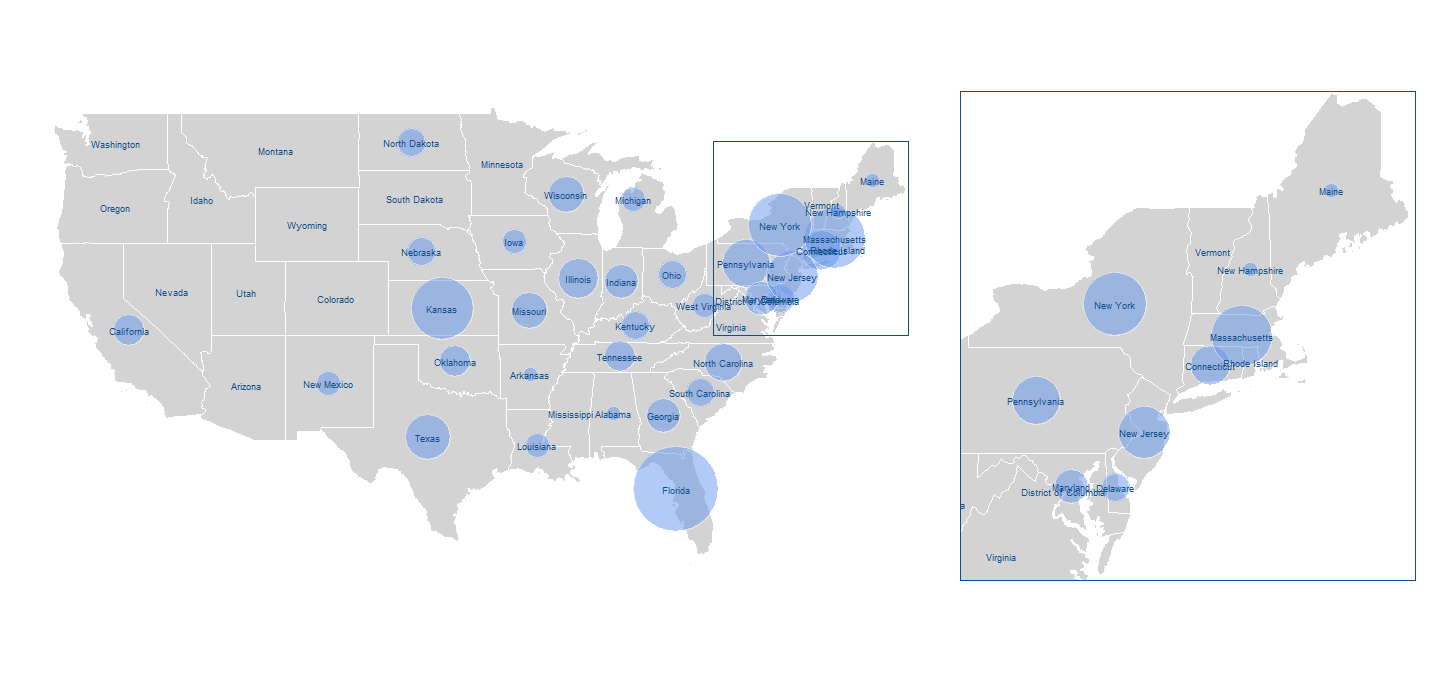 Washington
Montana
North Dakota
Minnesota
Oregon
Idaho
South Dakota
Wyoming
Wisconsin
Michigan
Nebraska
Iowa
Nevada
Utah
Colorado
Kansas
Illinois
Indiana
Ohio
Missouri
West Virginia
Kentucky
California
Arizona
New Mexico
Oklahoma
Arkansas
Tennessee
North Carolina
South Carolina
Texas
Louisiana
Mississippi
Alabama
Georgia
Florida
Maine
Vermont
New Hampshire
New York
Massachusetts
Rhode Island
Connecticut
Pennsylvania
New Jersey
Maryland
Delaware
District of Columbia
Virginia
Maine
Vermont
New Hampshire
New York
Massachusetts
Rhode Island
Connecticut
Pennsylvania
New Jersey
Maryland
Delaware
District of Columbia
a
Virginia